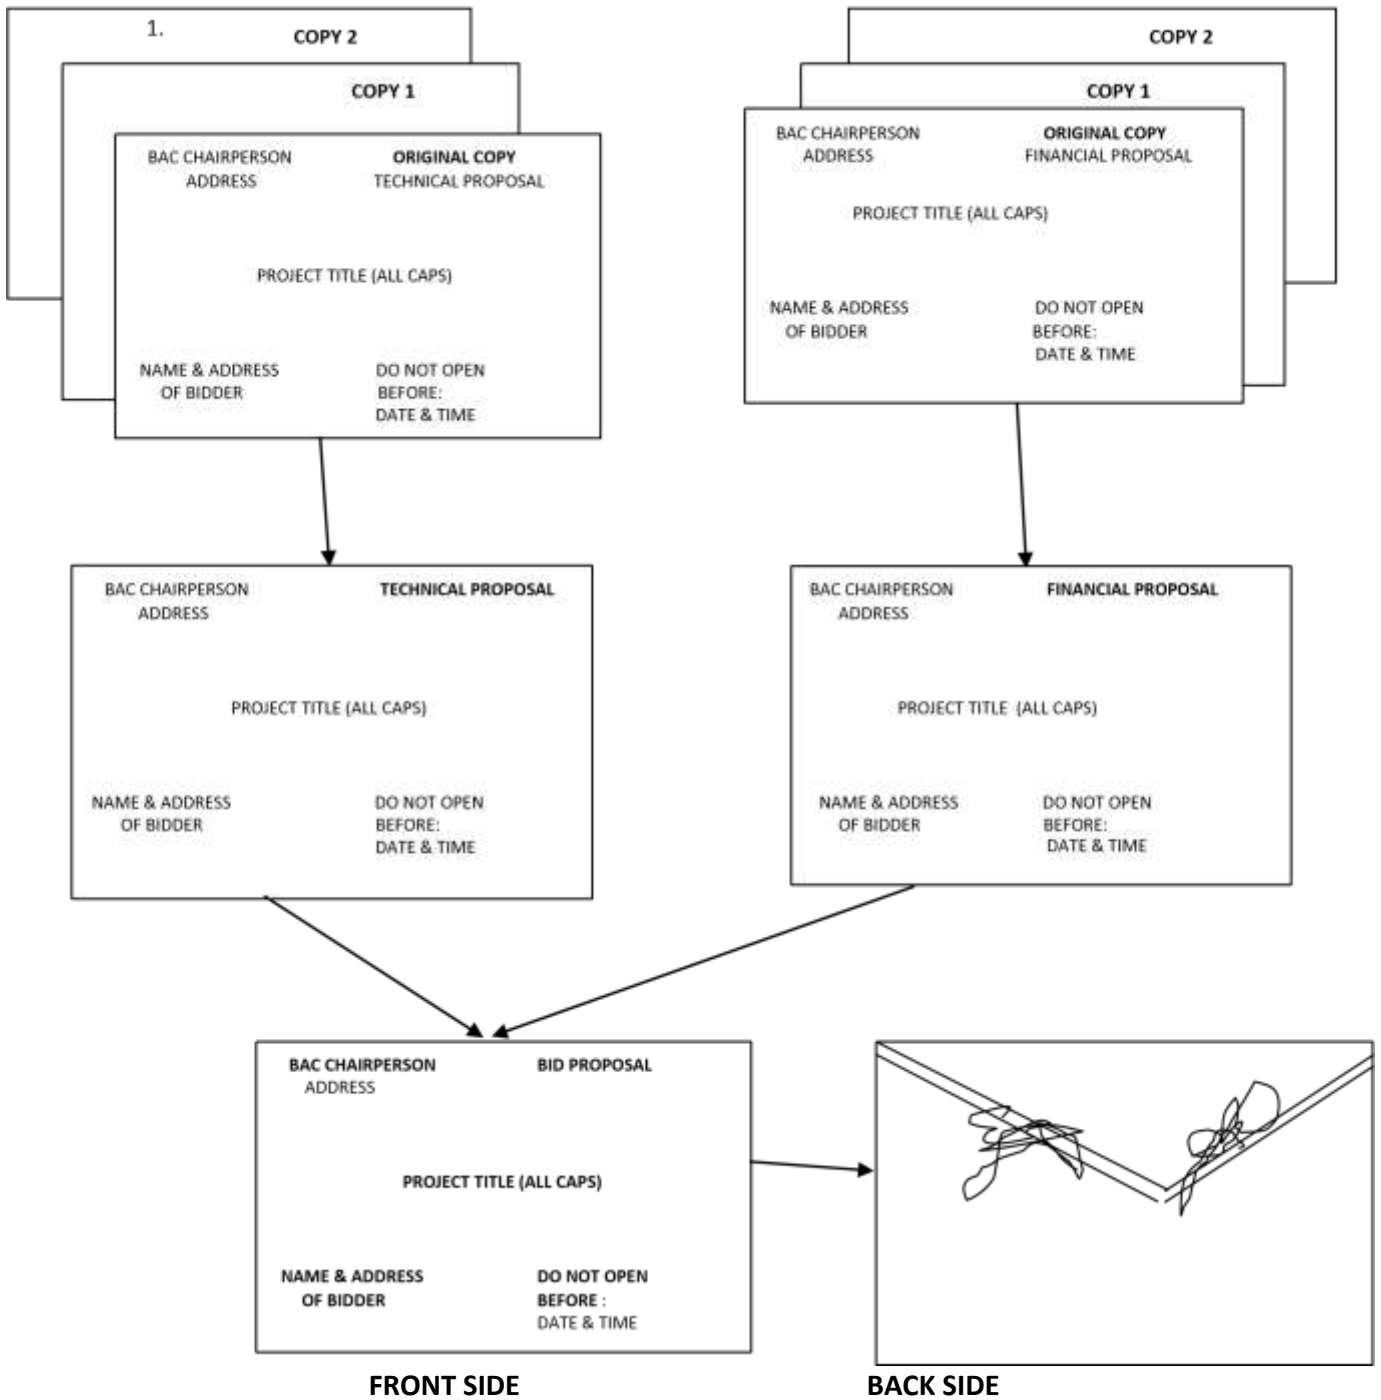 1.
COPY 2
COPY 1
BAC CHAIRPERSON
ADDRESS
ORIGINAL COPY
TECHNICAL PROPOSAL
PROJECT TITLE (ALL CAPS)
NAME & ADDRESS
OF BIDDER
DO NOT OPEN
BEFORE:
DATE & TIME
COPY 2
COPY 1
BAC CHAIRPERSON
ADDRESS
ORIGINAL COPY
FINANCIAL PROPOSAL
PROJECT TITLE (ALL CAPS)
NAME & ADDRESS
OF BIDDER
DO NOT OPEN
BEFORE:
DATE & TIME
BAC CHAIRPERSON
ADDRESS
TECHNICAL PROPOSAL
PROJECT TITLE (ALL CAPS)
NAME & ADDRESS
OF BIDDER
DO NOT OPEN
BEFORE:
DATE & TIME
BAC CHAIRPERSON
ADDRESS
FINANCIAL PROPOSAL
PROJECT TITLE (ALL CAPS)
NAME & ADDRESS
OF BIDDER
DO NOT OPEN
BEFORE:
DATE & TIME
BAC CHAIRPERSON
ADDRESS
BID PROPOSAL
PROJECT TITLE (ALL CAPS)
NAME & ADDRESS
OF BIDDER
DO NOT OPEN
BEFORE :
DATE & TIME
FRONT SIDE
BACK SIDE